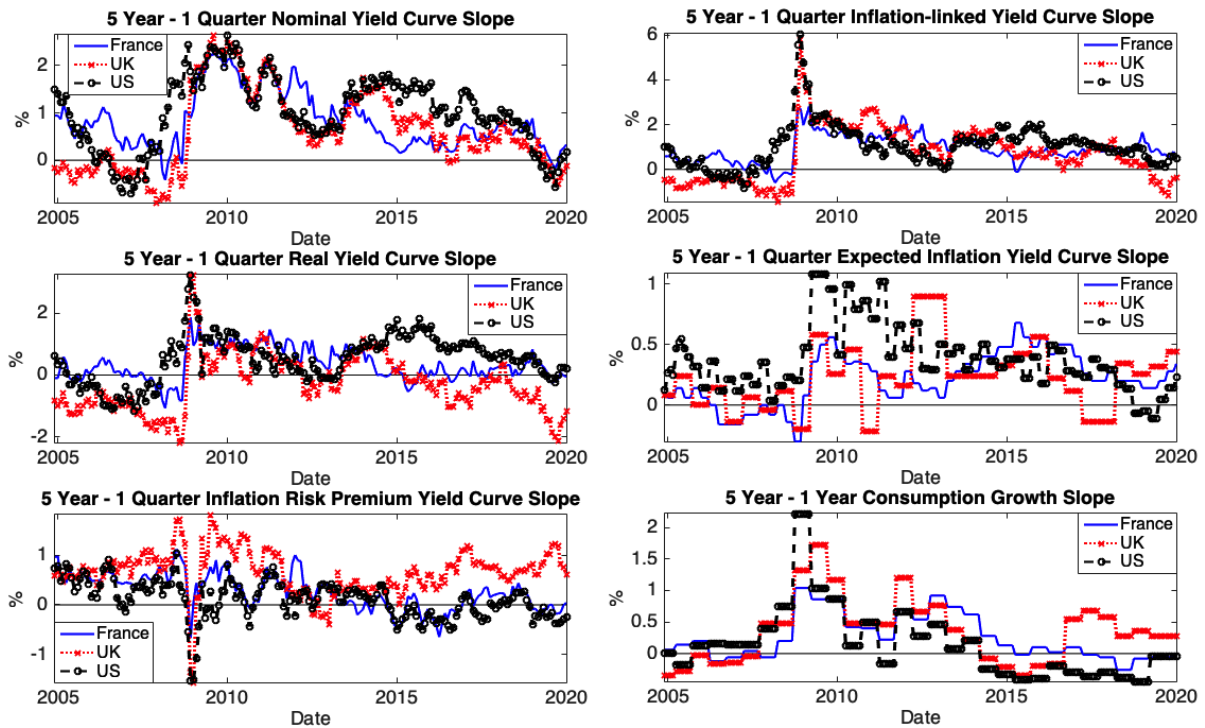 5 Year - 1 Quarter Nominal Yield Curve Slope
France
UK
US
%
2
1
0
2005
2010
2015
2020
Date
5 Year - 1 Quarter Inflation-linked Yield Curve Slope
France
UK
US
%
6
4
2
0
2005
2010
2015
2020
Date
5 Year - 1 Quarter Real Yield Curve Slope
France
UK
US
%
2
0
-2
2005
2010
2015
2020
Date
5 Year - 1 Quarter Expected Inflation Yield Curve Slope
France
UK
US
%
1
0.5
0
2005
2010
2015
2020
Date
5 Year - 1 Quarter Inflation Risk Premium Yield Curve Slope
France
UK
US
%
1
0
-1
2005
2010
2015
2020
Date
5 Year - 1 Year Consumption Growth Slope
France
UK
US
%
2
1.5
1
0.5
0
2005
2010
2015
2020
Date